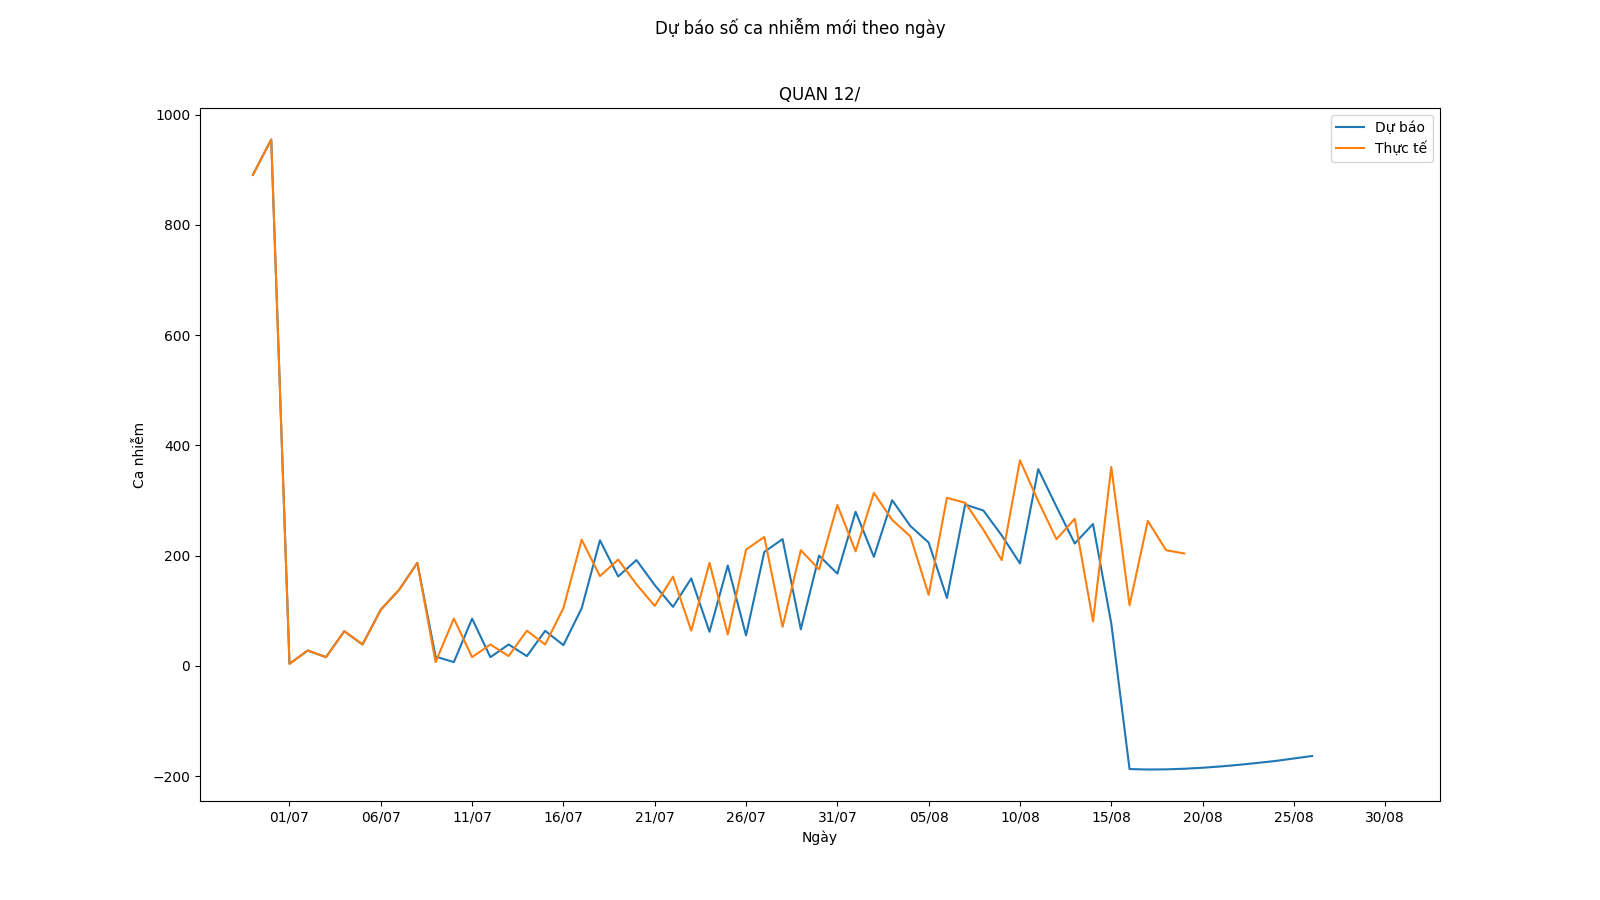 Dự báo số ca nhiễm mới theo ngày
QUAN 12/
Dự báo
Thực tế
1000
800
600
400
200
0
−200
Ca nhiễm
01/07 06/07 11/07 16/07 21/07 26/07 31/07 05/08 10/08 15/08 20/08 25/08 30/08
Ngày